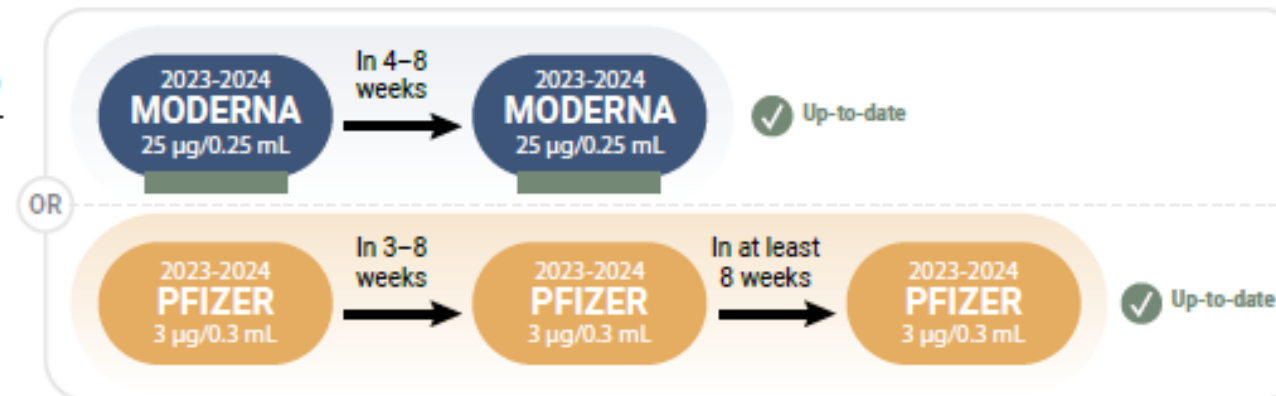 2023-2024
MODERNA
25 µg/0.25 mL
In 4–8
weeks
2023-2024
MODERNA
25 µg/0.25 mL
Up-to-date
OR
2023-2024
PFIZER
3 µg/0.3 mL
In 3–8
weeks
2023-2024
PFIZER
3 µg/0.3 mL
In at least
8 weeks
2023-2024
PFIZER
3 µg/0.3 mL
Up-to-date